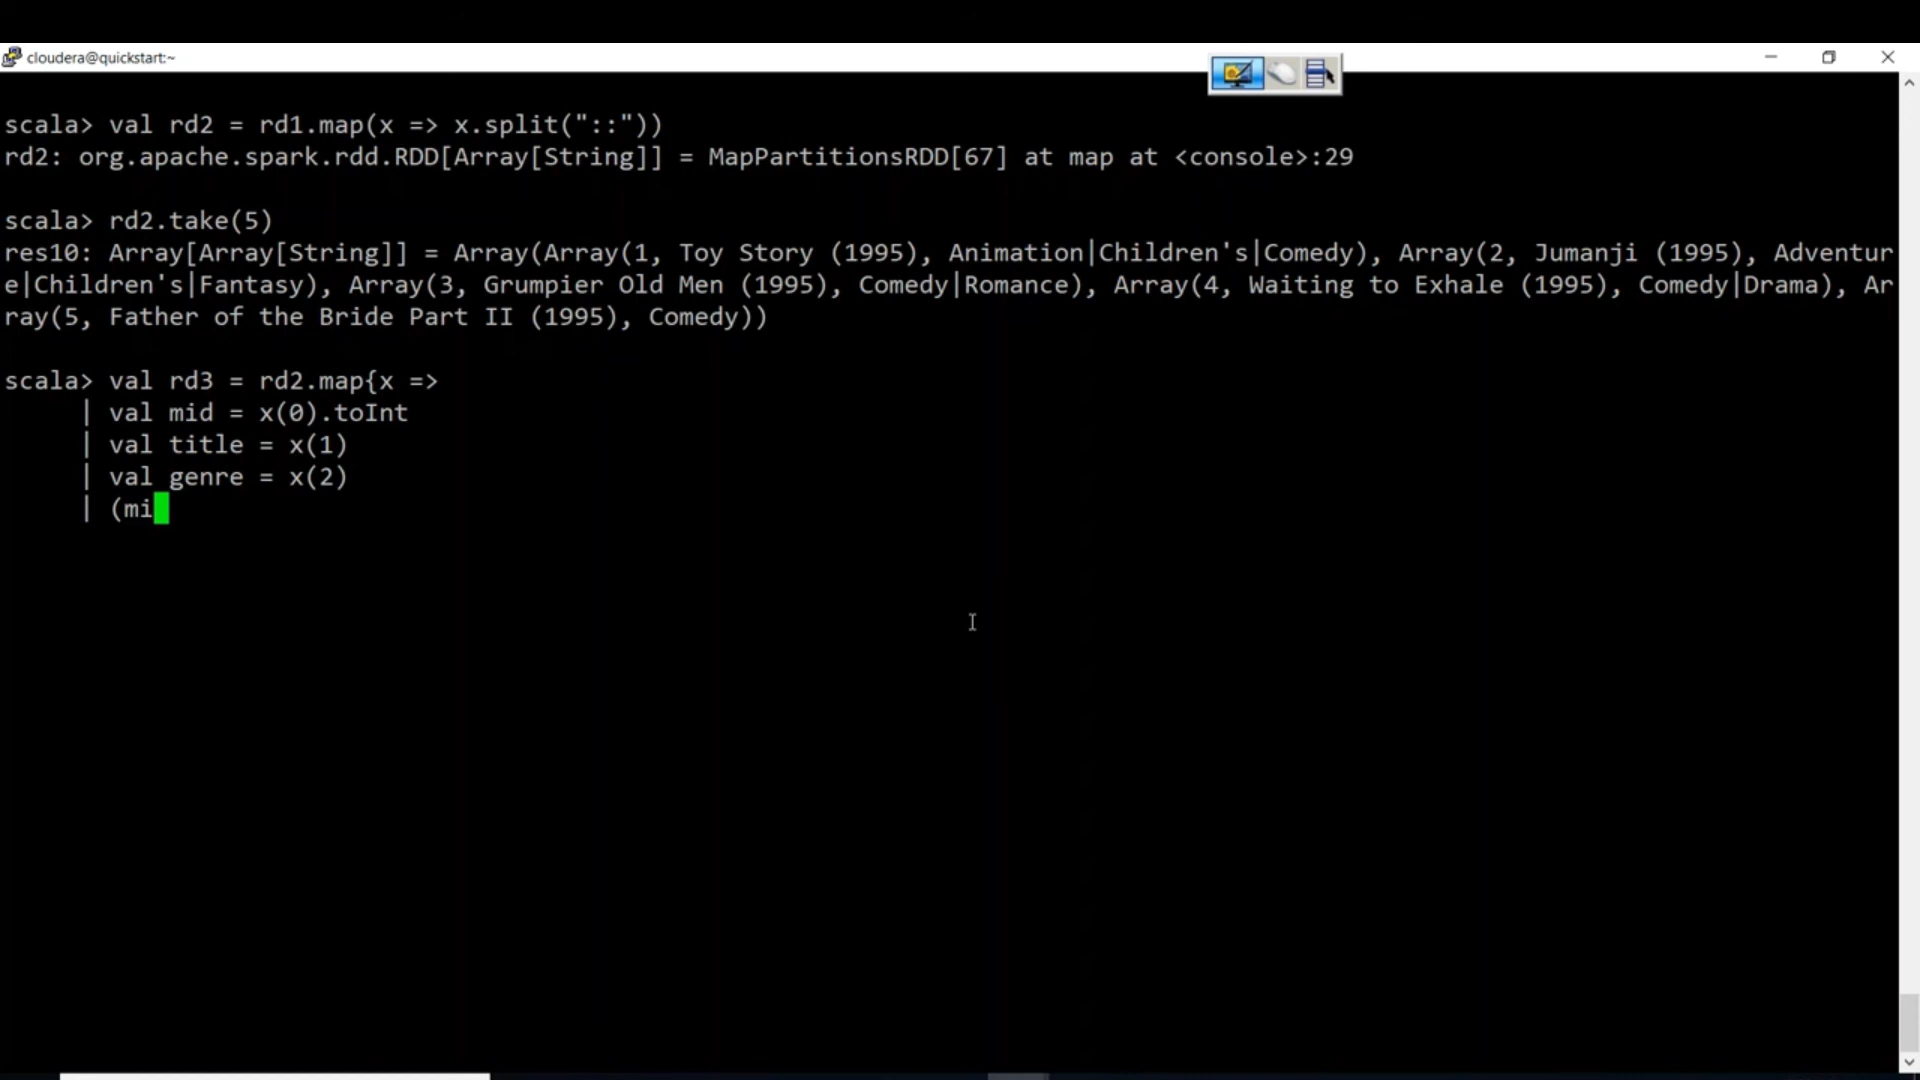 cloudera@quickstart:~
scala> val rd2 = rd1.map(x => x.split("::"))
rd2: org.apache.spark.rdd.RDD[Array[String]] = MapPartitionsRDD[67] at map at <console>:29
scala> rd2.take(5)
res10: Array[Array[String]] = Array(Array(1, Toy Story (1995), Animation|Children's|Comedy), Array(2, Jumanji (1995), Adventur
e|Children's|Fantasy), Array(3, Grumpier Old Men (1995), Comedy|Romance), Array(4, Waiting to Exhale (1995), Comedy|Drama), Ar
ray(5, Father of the Bride Part II (1995), Comedy))
scala> val rd3 = rd2.map{x =>
| val mid = x(0).toInt
| val title = x(1)
| val genre = x(2)
| (mi